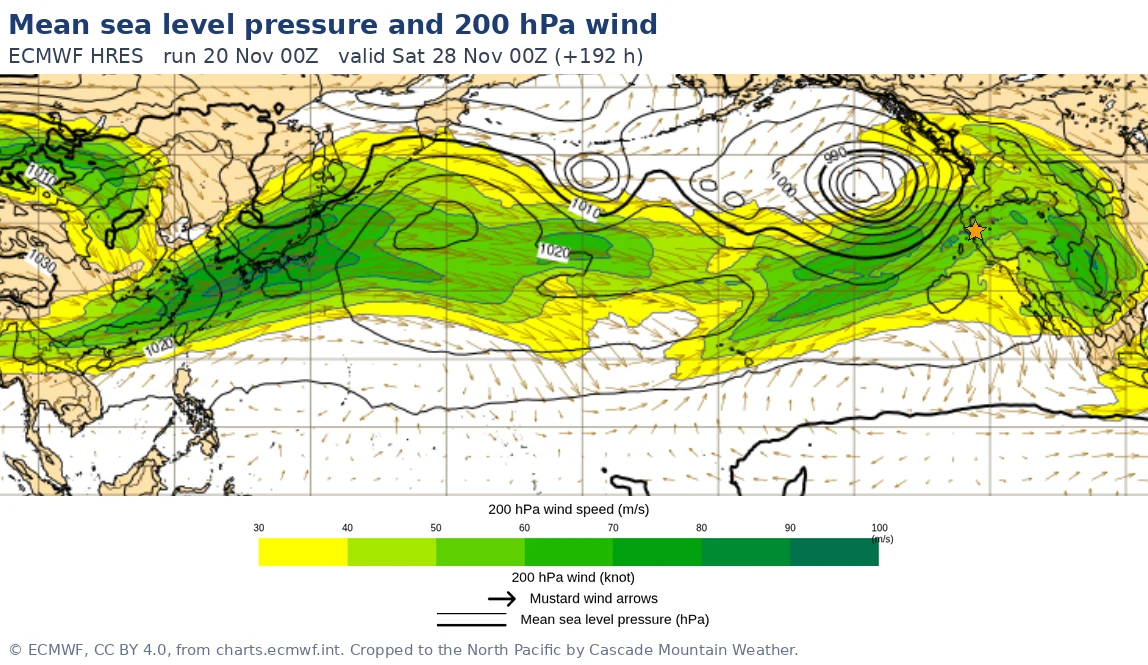 Mean sea level pressure and 200 hPa wind
ECMWF HRES run 20 Nov 00Z valid Sat 28 Nov 00Z (+192 h)
990
1010
1000
1010
1020
1030
1020
200 hPa wind speed (m/s)
30 40 50 60 70 80 90 100
(m/s)
200 hPa wind (knot)
Mustard wind arrows
Mean sea level pressure (hPa)
© ECMWF, CC BY 4.0, from charts.ecmwf.int. Cropped to the North Pacific by Cascade Mountain Weather.